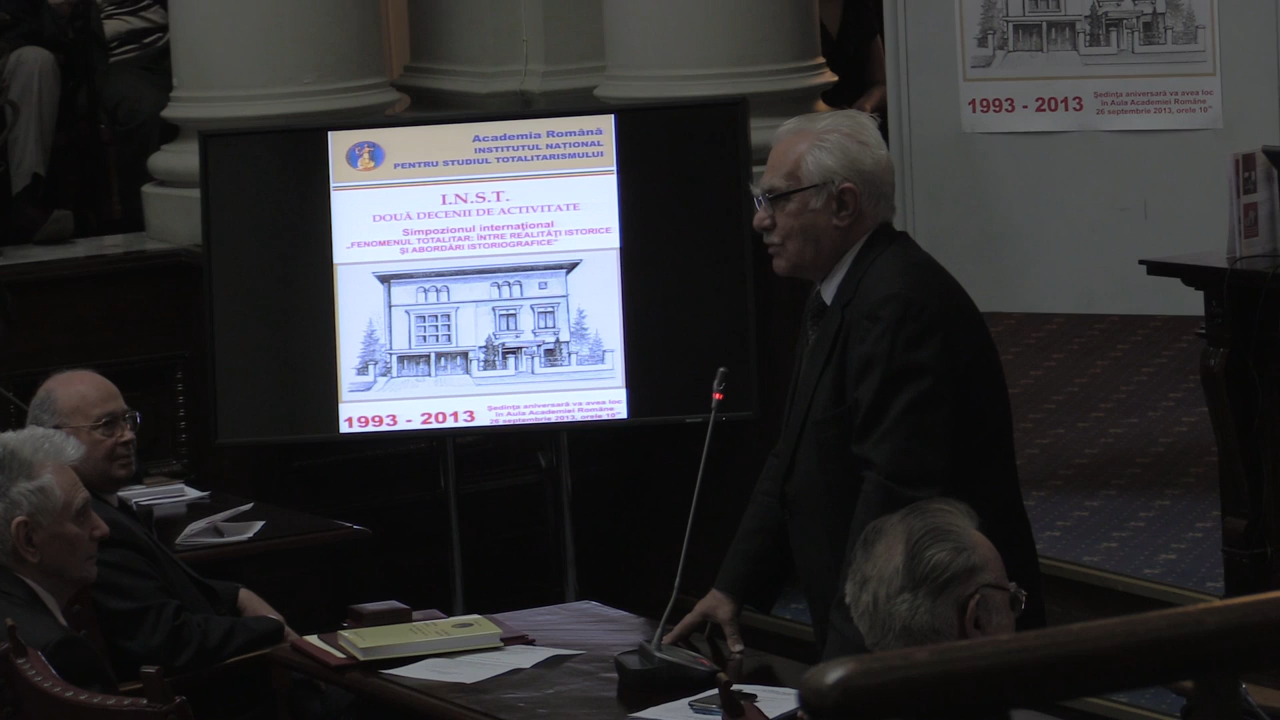 Academia Română
INSTITUTUL NAȚIONAL
PENTRU STUDIUL TOTALITARISMULUI
I.N.S.T.
DOUĂ DECENII DE ACTIVITATE
Simpozionul internațional
„FENOMENUL TOTALITAR: ÎNTRE REALITĂȚI ISTORICE
ȘI ABORDĂRI ISTORIOGRAFICE”
1993 - 2013
Ședința aniversară va avea loc
în Aula Academiei Române
26 septembrie 2013, orele 10
1993 - 2013
Ședința aniversară va avea loc
în Aula Academiei Române
26 septembrie 2013, orele 10